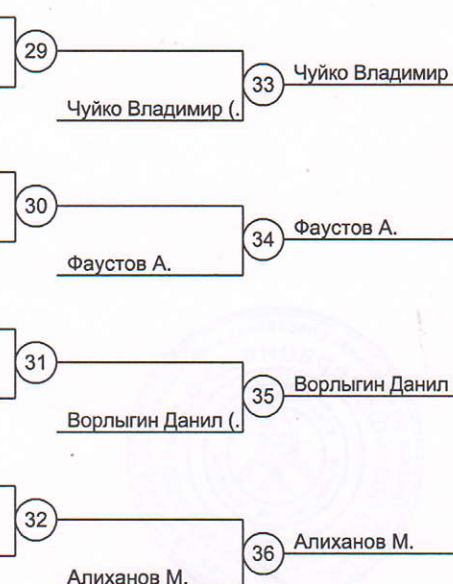 29
33 Чуйко Владимир
Чуйко Владимир (.
30
34 Фаустов А.
Фаустов А.
31
35 Ворлыгин Данил
Ворлыгин Данил (.
32
36 Алиханов М.
Алиханов М.